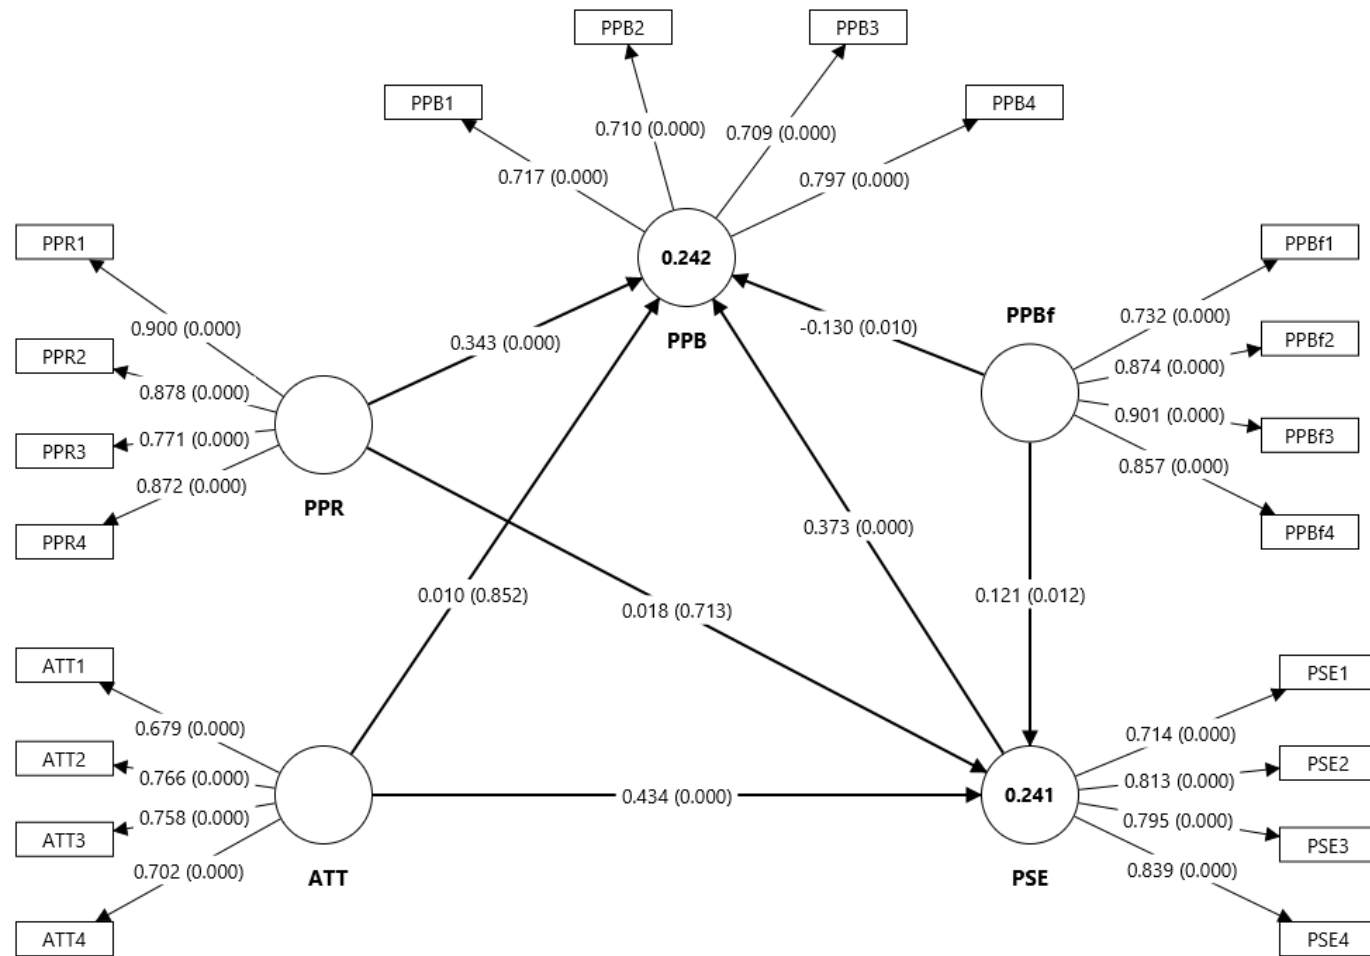 PPB2
PPB3
PPB1
PPB4
0.710 (0.000)
0.709 (0.000)
0.717 (0.000)
0.797 (0.000)
PPR1
PPBf1
0.242
PPB
PPBf
0.900 (0.000)
0.343 (0.000)
-0.130 (0.010)
0.732 (0.000)
PPR2
PPBf2
0.878 (0.000)
0.874 (0.000)
PPR3
0.771 (0.000)
0.901 (0.000)
PPBf3
0.872 (0.000)
0.857 (0.000)
PPR
PPR4
PPBf4
0.373 (0.000)
0.010 (0.852)
0.018 (0.713)
0.121 (0.012)
ATT1
PSE1
0.679 (0.000)
0.714 (0.000)
ATT2
0.766 (0.000)
0.813 (0.000)
PSE2
0.434 (0.000)
0.241
0.758 (0.000)
0.795 (0.000)
ATT3
PSE3
0.702 (0.000)
0.839 (0.000)
ATT
PSE
ATT4
PSE4